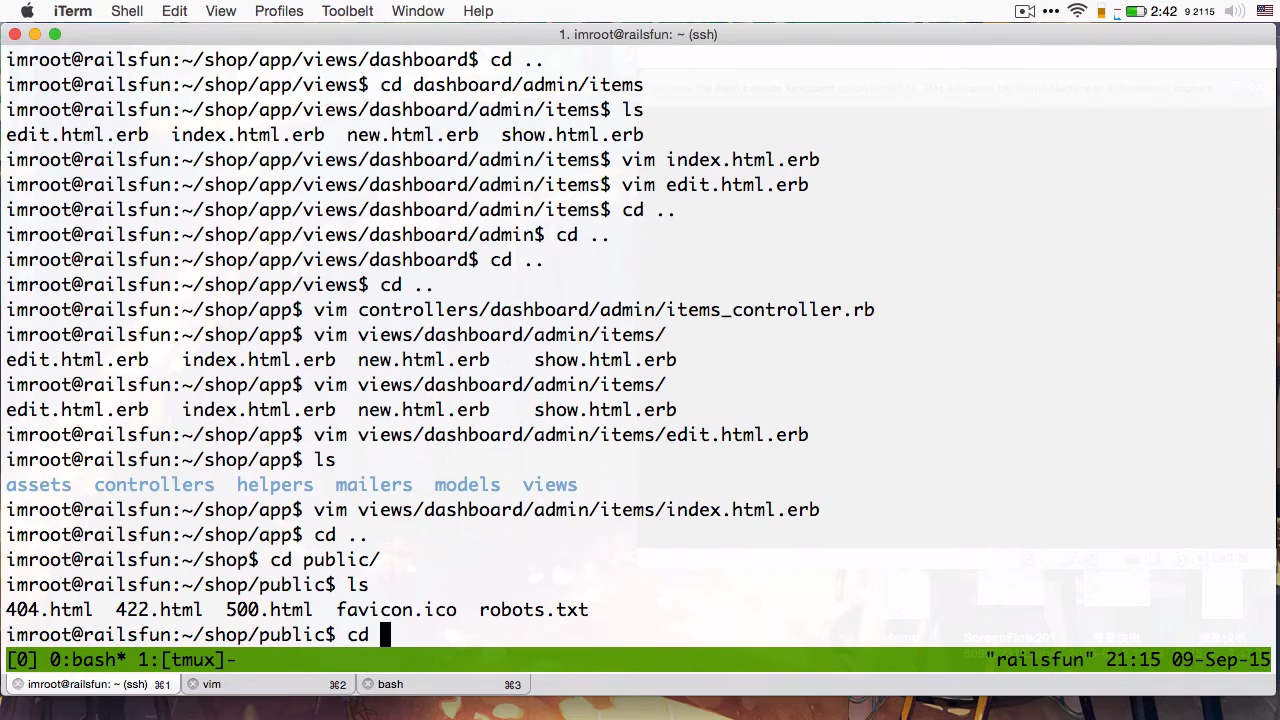 iTerm Shell Edit View Profiles Toolbelt Window Help 2:42 9 2115
1. imroot@railsfun: ~ (ssh)
imroot@railsfun:~/shop/app/views/dashboard$ cd ..
imroot@railsfun:~/shop/app/views$ cd dashboard/admin/items
imroot@railsfun:~/shop/app/views/dashboard/admin/items$ ls
edit.html.erb index.html.erb new.html.erb show.html.erb
imroot@railsfun:~/shop/app/views/dashboard/admin/items$ vim index.html.erb
imroot@railsfun:~/shop/app/views/dashboard/admin/items$ vim edit.html.erb
imroot@railsfun:~/shop/app/views/dashboard/admin/items$ cd ..
imroot@railsfun:~/shop/app/views/dashboard/admin$ cd ..
imroot@railsfun:~/shop/app/views/dashboard$ cd ..
imroot@railsfun:~/shop/app/views$ cd ..
imroot@railsfun:~/shop/app$ vim controllers/dashboard/admin/items_controller.rb
imroot@railsfun:~/shop/app$ vim views/dashboard/admin/items/
edit.html.erb index.html.erb new.html.erb show.html.erb
imroot@railsfun:~/shop/app$ vim views/dashboard/admin/items/
edit.html.erb index.html.erb new.html.erb show.html.erb
imroot@railsfun:~/shop/app$ vim views/dashboard/admin/items/edit.html.erb
imroot@railsfun:~/shop/app$ ls
assets controllers helpers mailers models views
imroot@railsfun:~/shop/app$ vim views/dashboard/admin/items/index.html.erb
imroot@railsfun:~/shop/app$ cd ..
imroot@railsfun:~/shop$ cd public/
imroot@railsfun:~/shop/public$ ls
404.html 422.html 500.html favicon.ico robots.txt
imroot@railsfun:~/shop/public$ cd
[0] 0:bash* 1:[tmux]- "railsfun" 21:15 09-Sep-15
imroot@railsfun: ~ (ssh) ⌘1 vim ⌘2 bash ⌘3